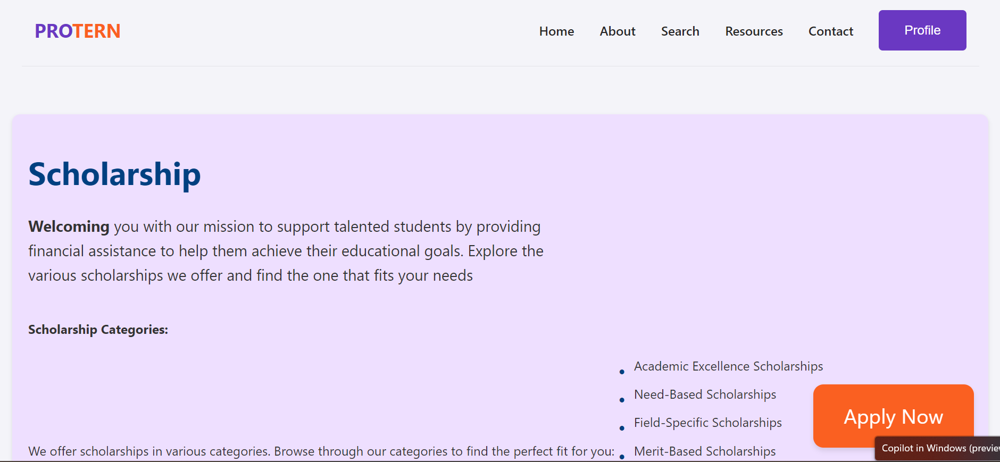 PROTERN
Home
About
Search
Resources
Contact
Profile
Scholarship
Welcoming you with our mission to support talented students by providing
financial assistance to help them achieve their educational goals. Explore the
various scholarships we offer and find the one that fits your needs
Scholarship Categories:
We offer scholarships in various categories. Browse through our categories to find the perfect fit for you:
Academic Excellence Scholarships
Need-Based Scholarships
Field-Specific Scholarships
Merit-Based Scholarships
Apply Now
Copilot in Windows (preview